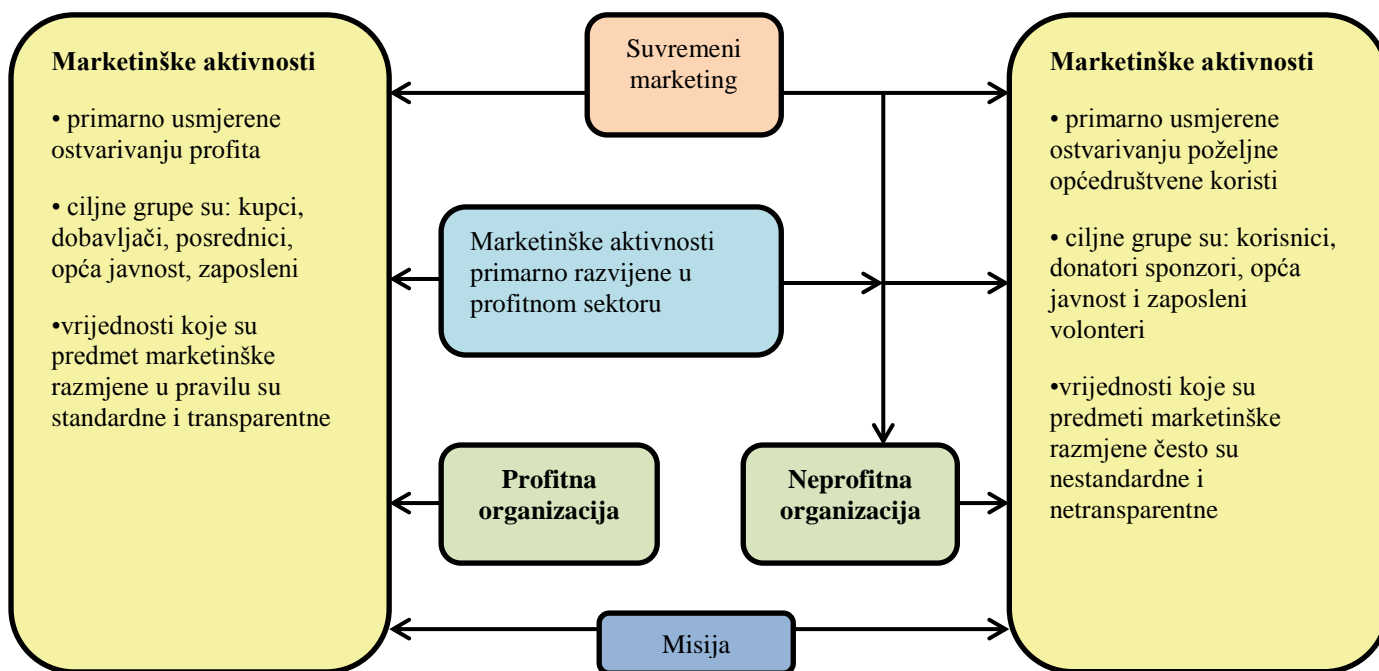 Marketinške aktivnosti
• primarno usmjerene
ostvarivanju profita
• ciljne grupe su: kupci,
dobavljači, posrednici,
opća javnost, zaposleni
•vrijednosti koje su
predmet marketinške
razmjene u pravilu su
standardne i transparentne
Suvremeni
marketing
Marketinške aktivnosti
primarno razvijene u
profitnom sektoru
Profitna
organizacija
Neprofitna
organizacija
Misija
Marketinške aktivnosti
• primarno usmjerene
ostvarivanju poželjne
općedruštvene koristi
• ciljne grupe su: korisnici,
donatori sponzori, opća
javnost i zaposleni
volonteri
•vrijednosti koje su
predmeti marketinške
razmjene često su
nestandardne i
netransparentne